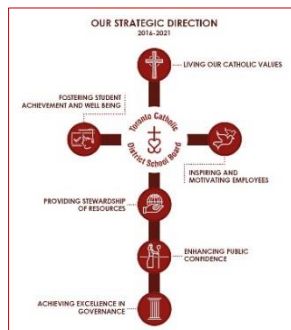 OUR STRATEGIC DIRECTION
2016-2021
LIVING OUR CATHOLIC VALUES
FOSTERING STUDENT
ACHIEVEMENT AND WELL BEING
Toronto Catholic
District School Board
INSPIRING AND
MOTIVATING EMPLOYEES
PROVIDING STEWARDSHIP
OF RESOURCES
ENHANCING PUBLIC
CONFIDENCE
ACHIEVING EXCELLENCE IN
GOVERNANCE